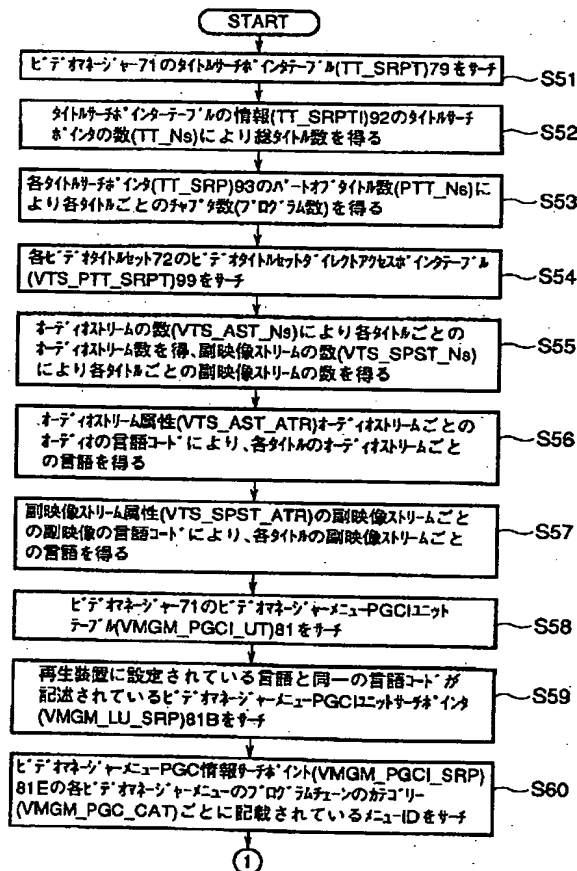 START
ビデオマネージャー71のタイトルサーチポインタテーブル(TT_SRPT)79をサーチ
S51
タイトルサーチポインターテーブルの情報(TT_SRPTI)92のタイトルサーチ
ポインタの数(TT_Ns)により総タイトル数を得る
S52
各タイトルサーチポインタ(TT_SRP)93のパートオブタイトル数(PTT_Ns)に
より各タイトルごとのチャプタ数(プログラム数)を得る
S53
各ビデオタイトルセット72のビデオタイトルセットダイレクトアクセスポインタテーブル
(VTS_PTT_SRPT)99をサーチ
S54
オーディオストリームの数(VTS_AST_Ns)により各タイトルごとの
オーディオストリーム数を得、副映像ストリームの数(VTS_SPST_Ns)
により各タイトルごとの副映像ストリームの数を得る
S55
オーディオストリーム属性(VTS_AST_ATR)オーディオストリームごとの
オーディオの言語コードにより、各タイトルのオーディオストリームごと
の言語を得る
S56
副映像ストリーム属性(VTS_SPST_ATR)の副映像ストリームごと
の副映像の言語コードにより、各タイトルの副映像ストリームごと
の言語を得る
S57
ビデオマネージャー71のビデオマネージャーメニューPGCIユニット
テーブル(VMGM_PGCI_UT)81をサーチ
S58
再生装置に設定されている言語と同一の言語コードが
記述されているビデオマネージャーメニューPGCIユニットサーチポインタ
(VMGM_LU_SRP)81Bをサーチ
S59
ビデオマネージャーメニューPGC情報サーチポイント(VMGM_PGCI_SRP)
81Eの各ビデオマネージャーメニューのプログラムチェーンのカテゴリー
(VMGM_PGC_CAT)ごとに記載されているメニューIDをサーチ
S60
1